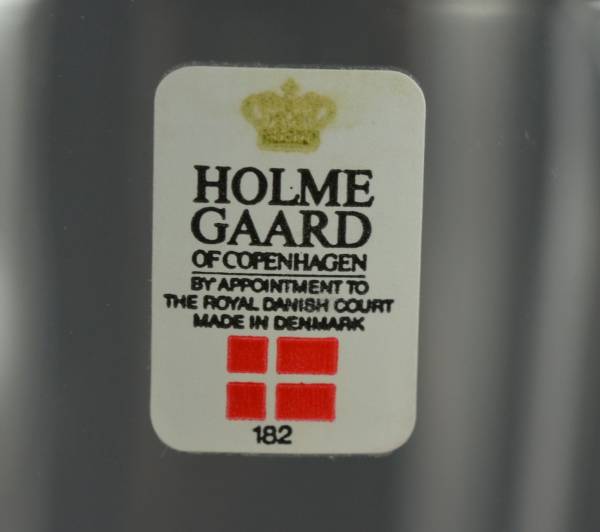 HOLME
GAARD
OF COPENHAGEN
BY APPOINTMENT TO
THE ROYAL DANISH COURT
MADE IN DENMARK
182